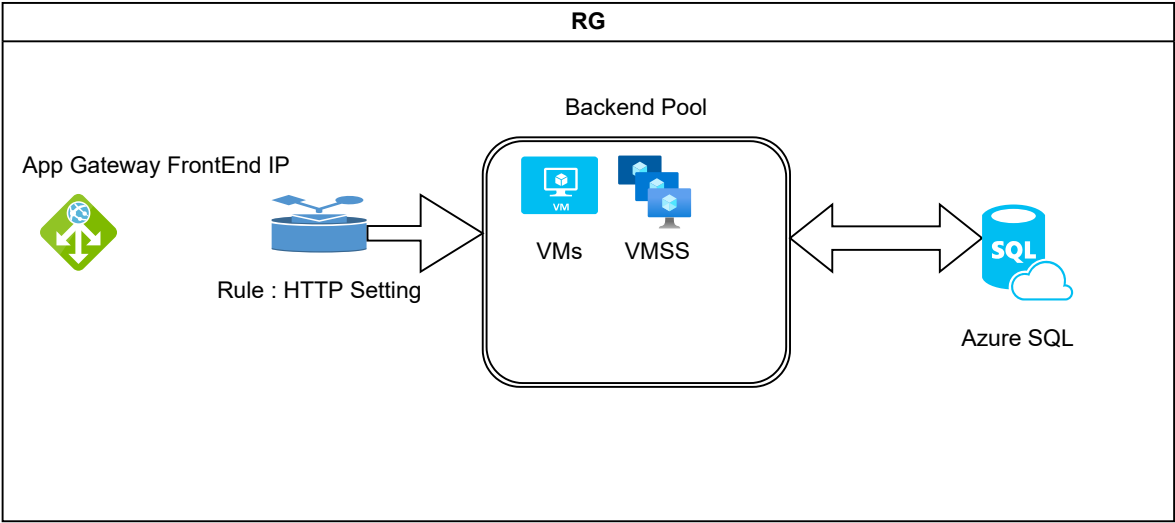 RG
Backend Pool
App Gateway FrontEnd IP
VM
VMs
VMSS
SQL
Rule : HTTP Setting
Azure SQL